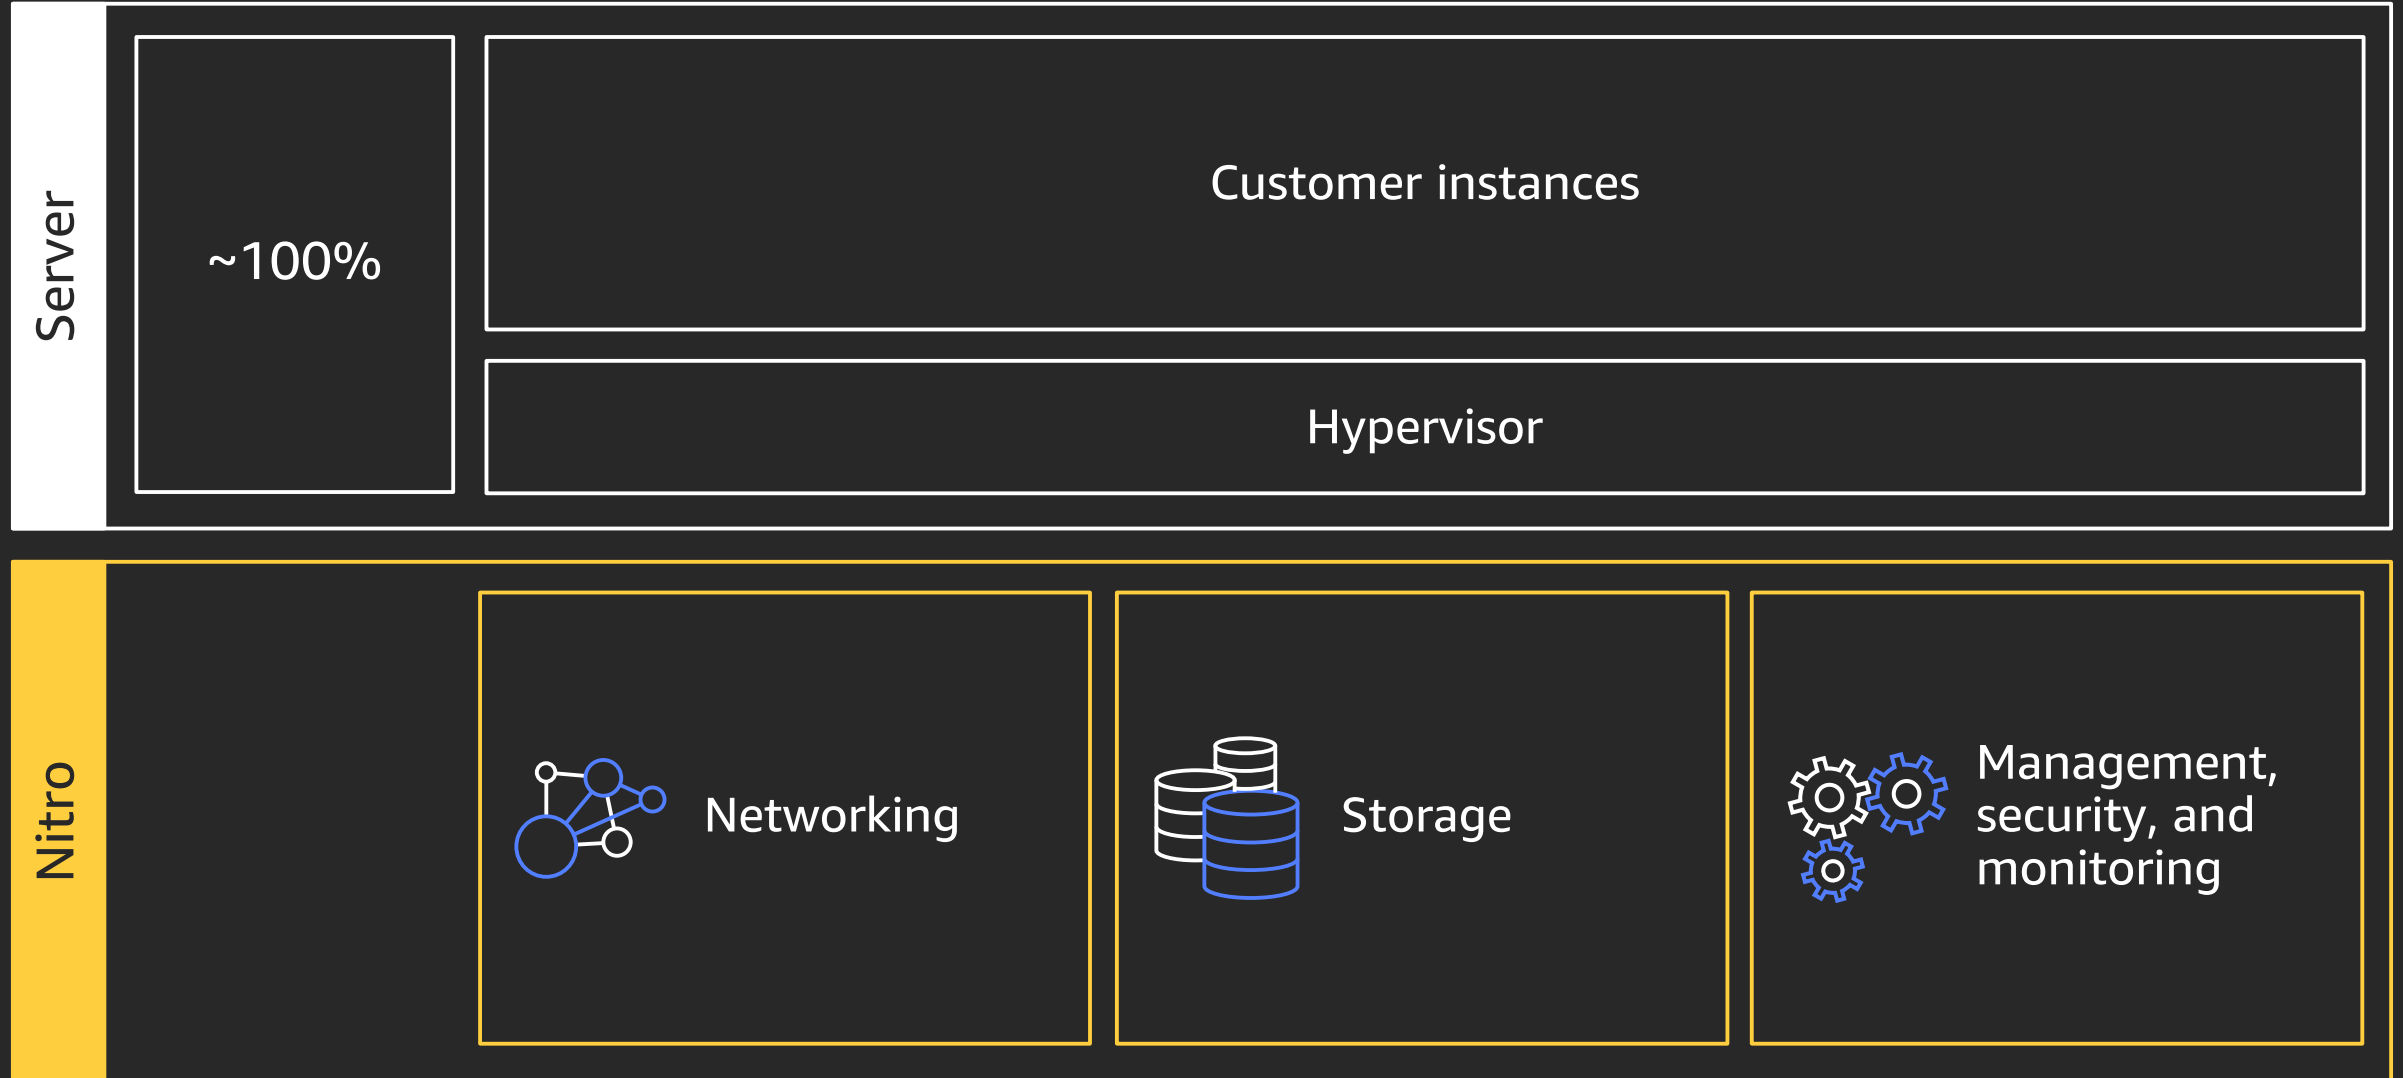 Server
~100%
Customer instances
Hypervisor
Nitro
Networking
Storage
Management,
security, and
monitoring